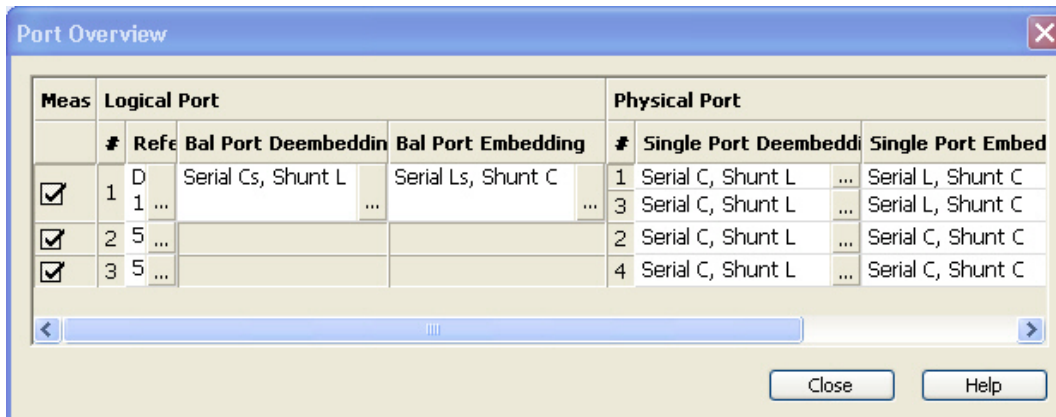 Port Overview
Meas Logical Port Physical Port
# Refe Bal Port Deembeddin Bal Port Embedding # Single Port Deembeddi Single Port Embed
1 D 1 ... Serial Cs, Shunt L ... Serial Ls, Shunt C ... 1 Serial C, Shunt L ... Serial L, Shunt C
3 Serial C, Shunt L ... Serial L, Shunt C
2 5 ... 2 Serial C, Shunt L ... Serial C, Shunt C
3 5 ... 4 Serial C, Shunt L ... Serial C, Shunt C
Close Help